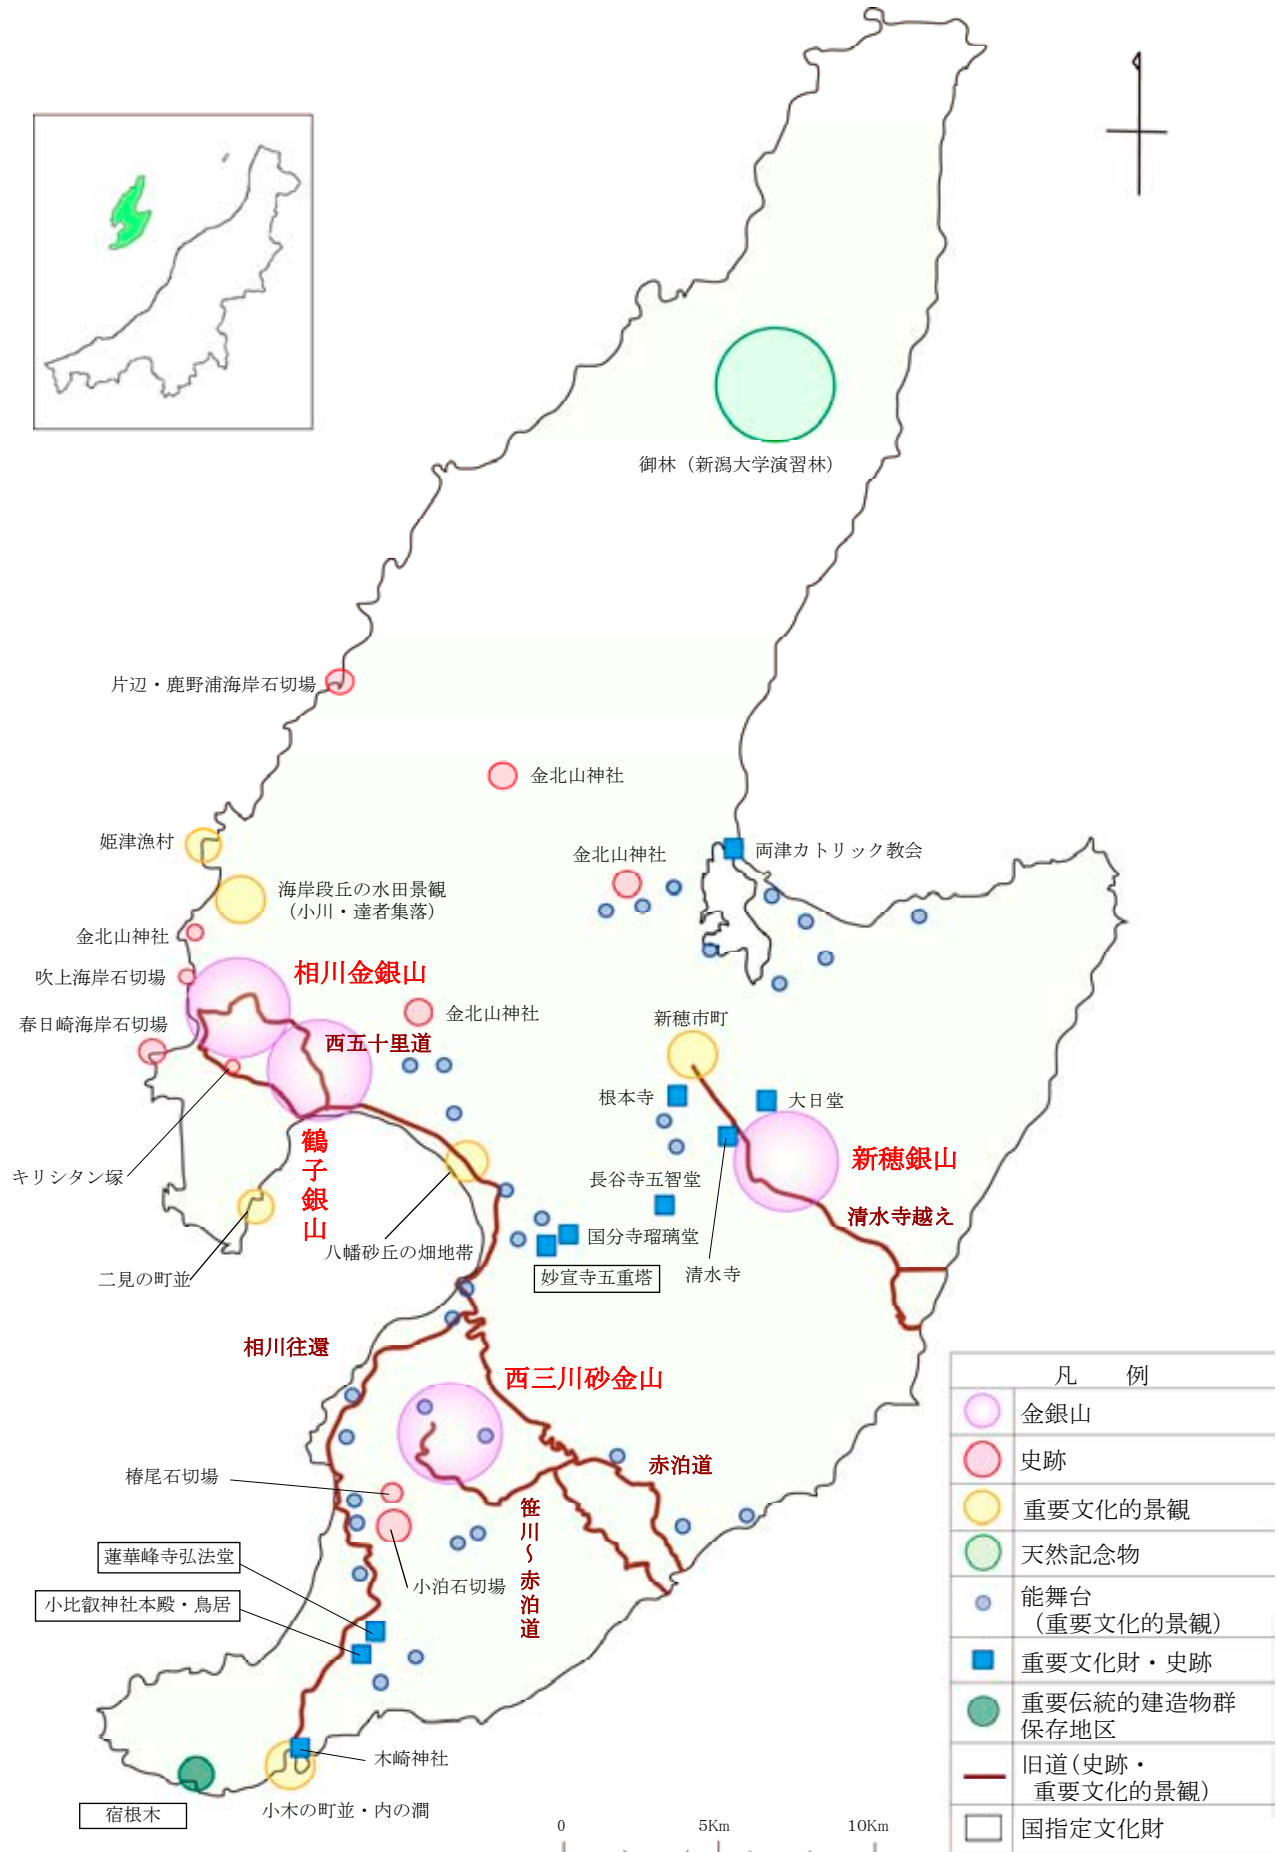 御林（新潟大学演習林）
片辺・鹿野浦海岸石切場
金北山神社
姫津漁村
金北山神社
両津カトリック教会
海岸段丘の水田景観
（小川・達者集落）
金北山神社
相川金銀山
吹上海岸石切場
金北山神社
春日崎海岸石切場
新穂市町
西五十里道
根本寺
大日堂
鶴子銀山
新穂銀山
キリシタン塚
長谷寺五智堂
清水寺越え
国分寺瑠璃堂
八幡砂丘の畑地帯
二見の町並
妙宣寺五重塔
清水寺
相川往還
西三川砂金山
赤泊道
椿尾石切場
笹川～赤泊道
蓮華峰寺弘法堂
小泊石切場
小比叡神社本殿・鳥居
木崎神社
宿根木
小木の町並・内の澗
0 5Km 10Km
凡 例
金銀山
史跡
重要文化的景観
天然記念物
能舞台
（重要文化的景観）
重要文化財・史跡
重要伝統的建造物群
保存地区
旧道（史跡・
重要文化的景観）
国指定文化財